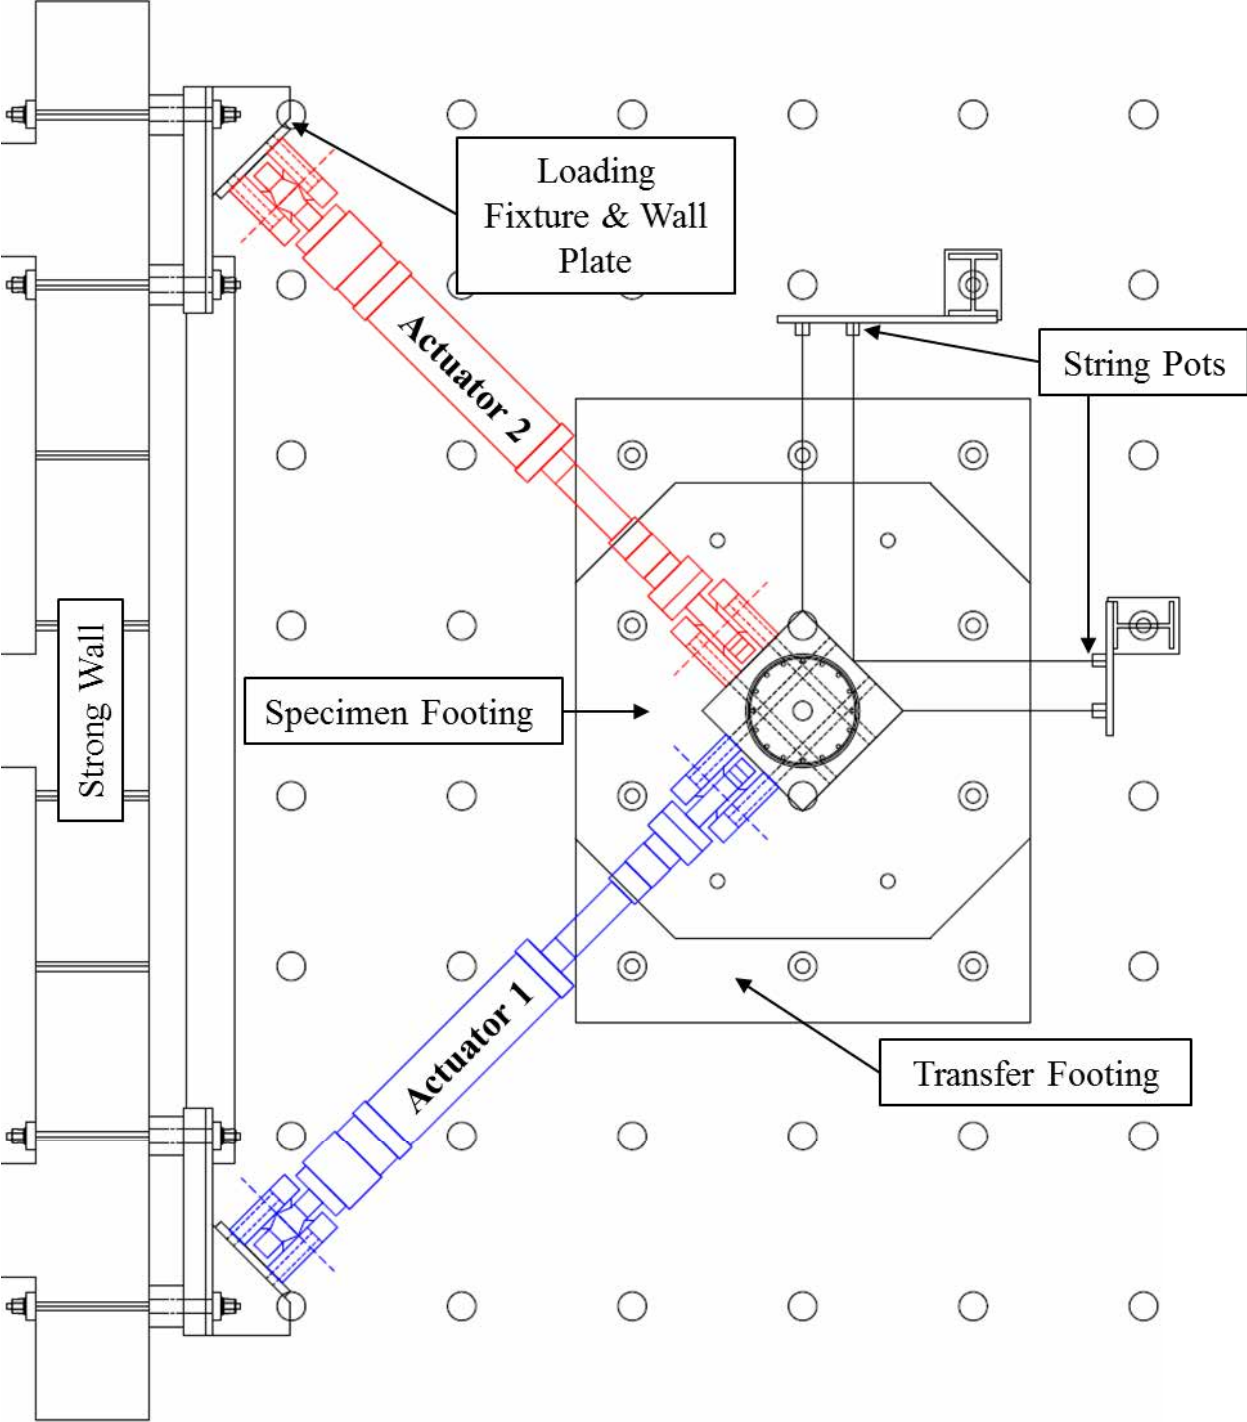 Loading
Fixture & Wall
Plate
String Pots
Actuator 2
Strong Wall
Specimen Footing
Actuator 1
Transfer Footing